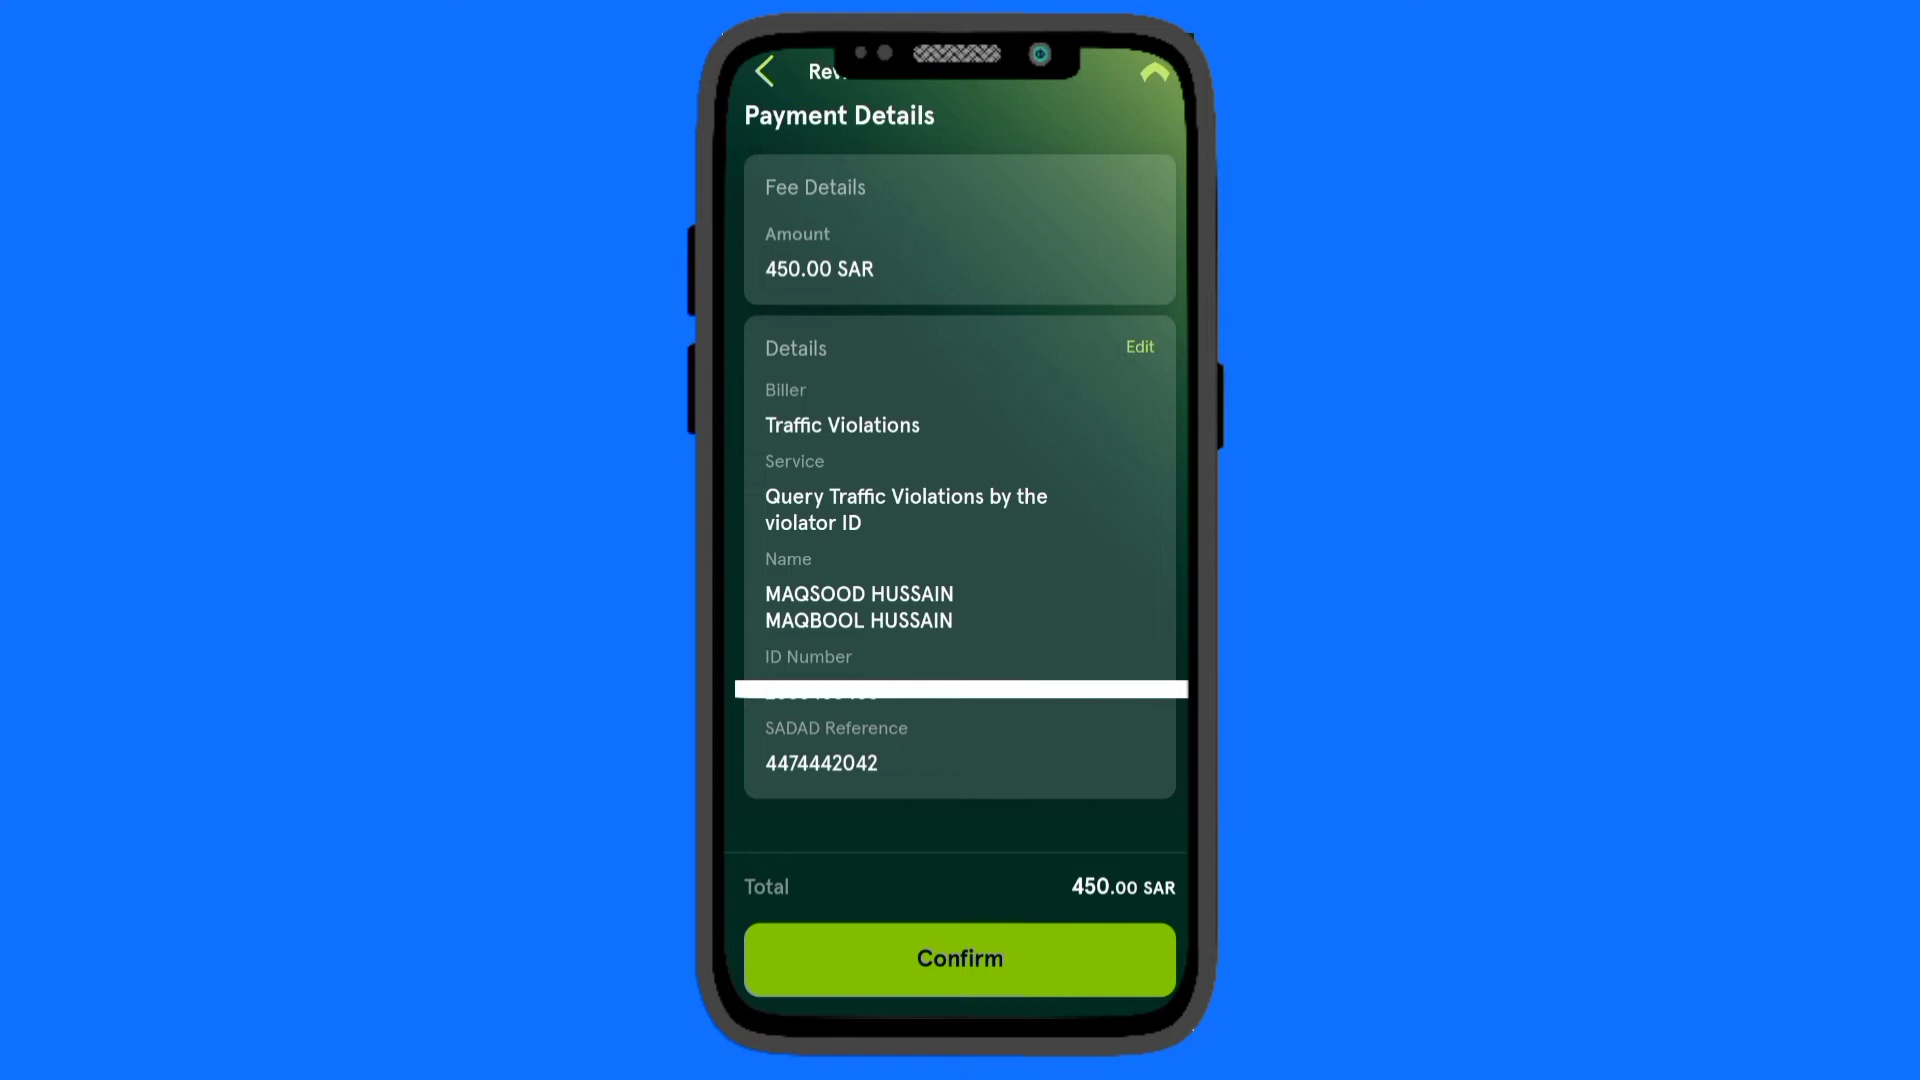 Payment Details
Fee Details
Amount
450.00 SAR
Details
Edit
Biller
Traffic Violations
Service
Query Traffic Violations by the
violator ID
Name
MAQSOOD HUSSAIN
MAQBOOL HUSSAIN
ID Number
SADAD Reference
4474442042
Total
450.00 SAR
Confirm